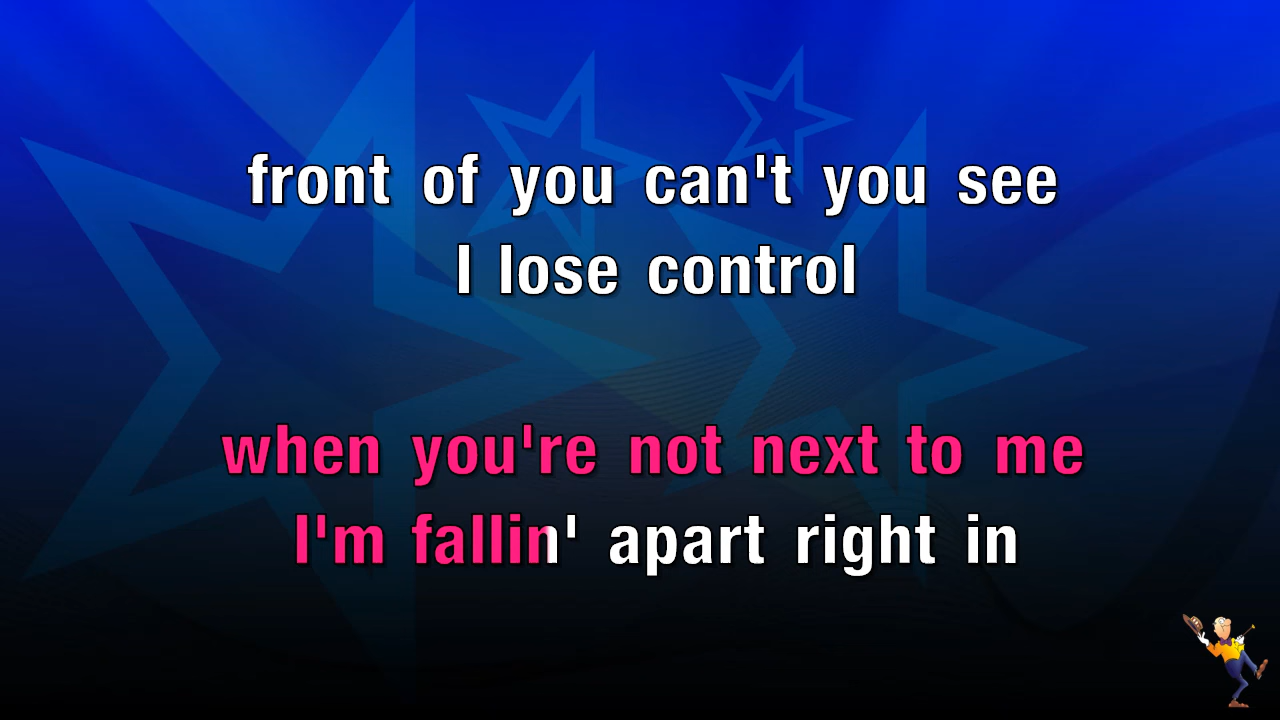 front of you can't you see
I lose control
when you're not next to me
I'm fallin' apart right in